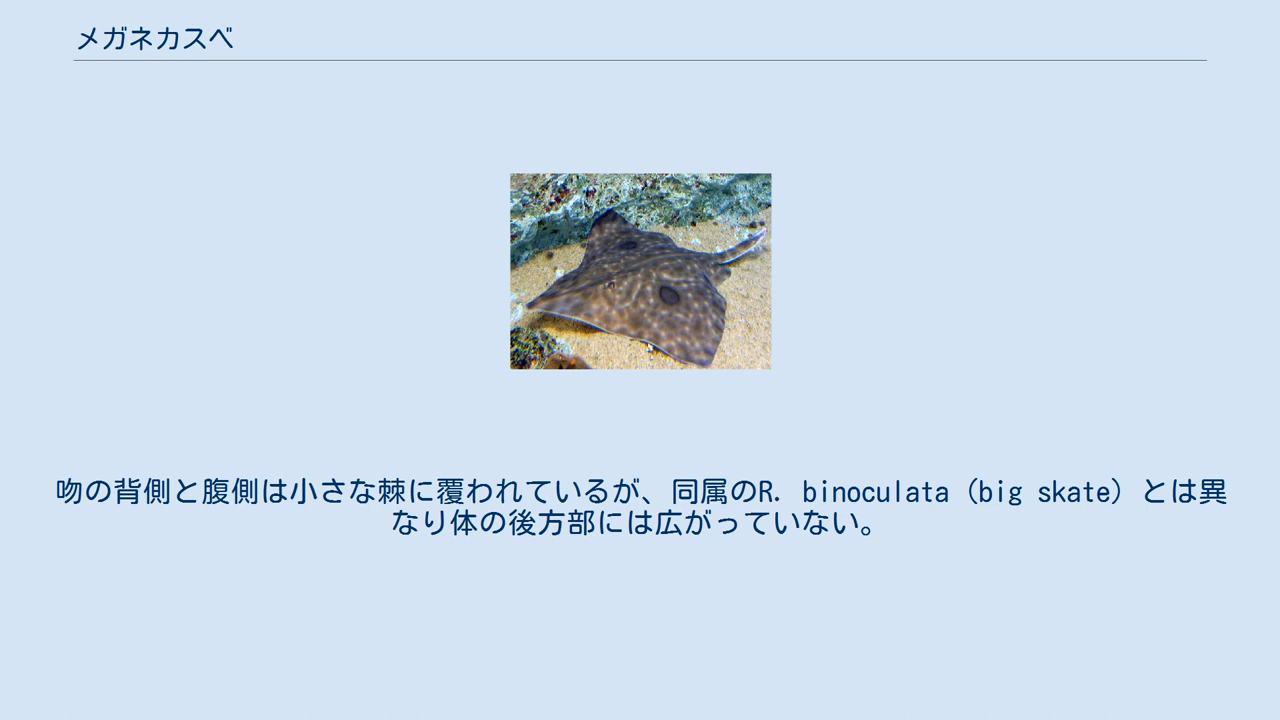 メガネカスベ
吻の背側と腹側は小さな棘に覆われているが、同属のR. binoculata (big skate) とは異
なり体の後方部には広がっていない。